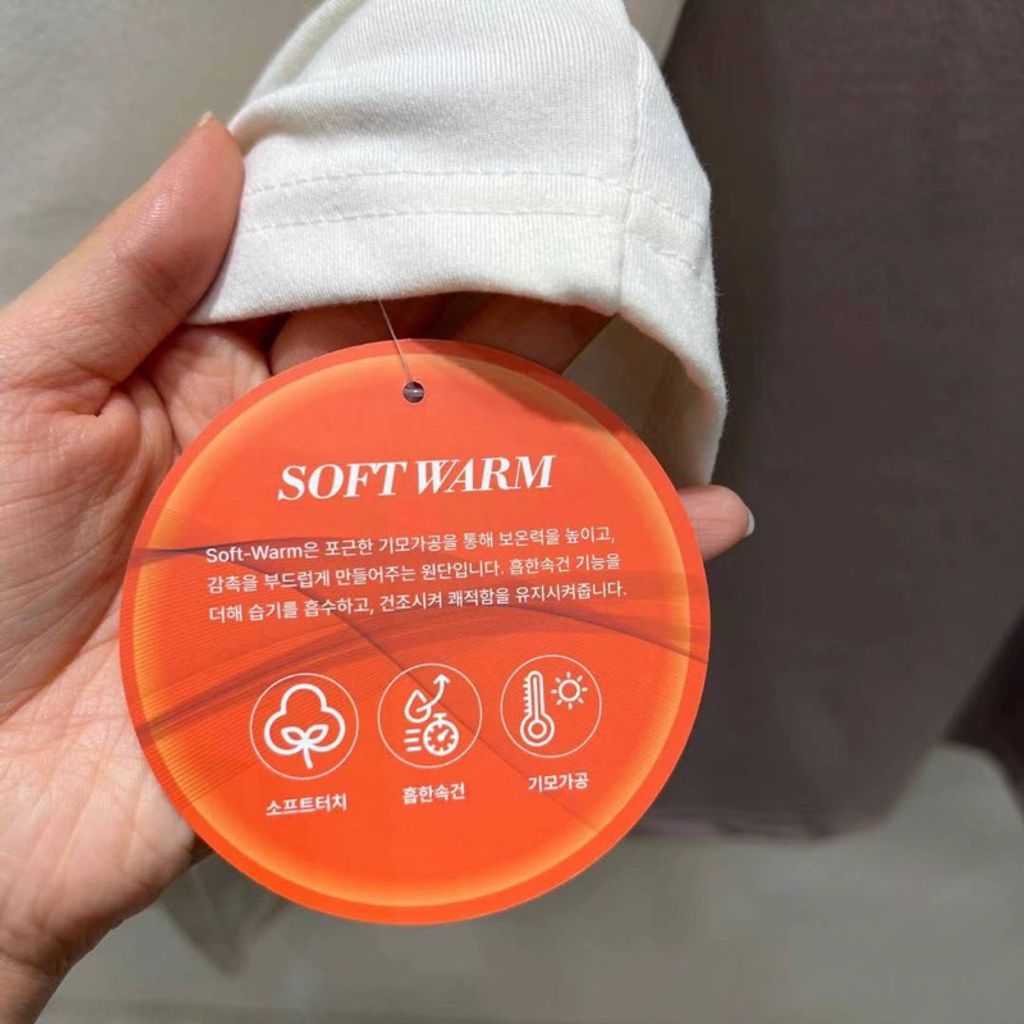 SOFT WARM
Soft-Warm은 포근한 기모가공을 통해 보온력을 높이고,
감촉을 부드럽게 만들어주는 원단입니다. 흡한속건 기능을
더해 습기를 흡수하고, 건조시켜 쾌적함을 유지시켜줍니다.
소프트터치 흡한속건 기모가공